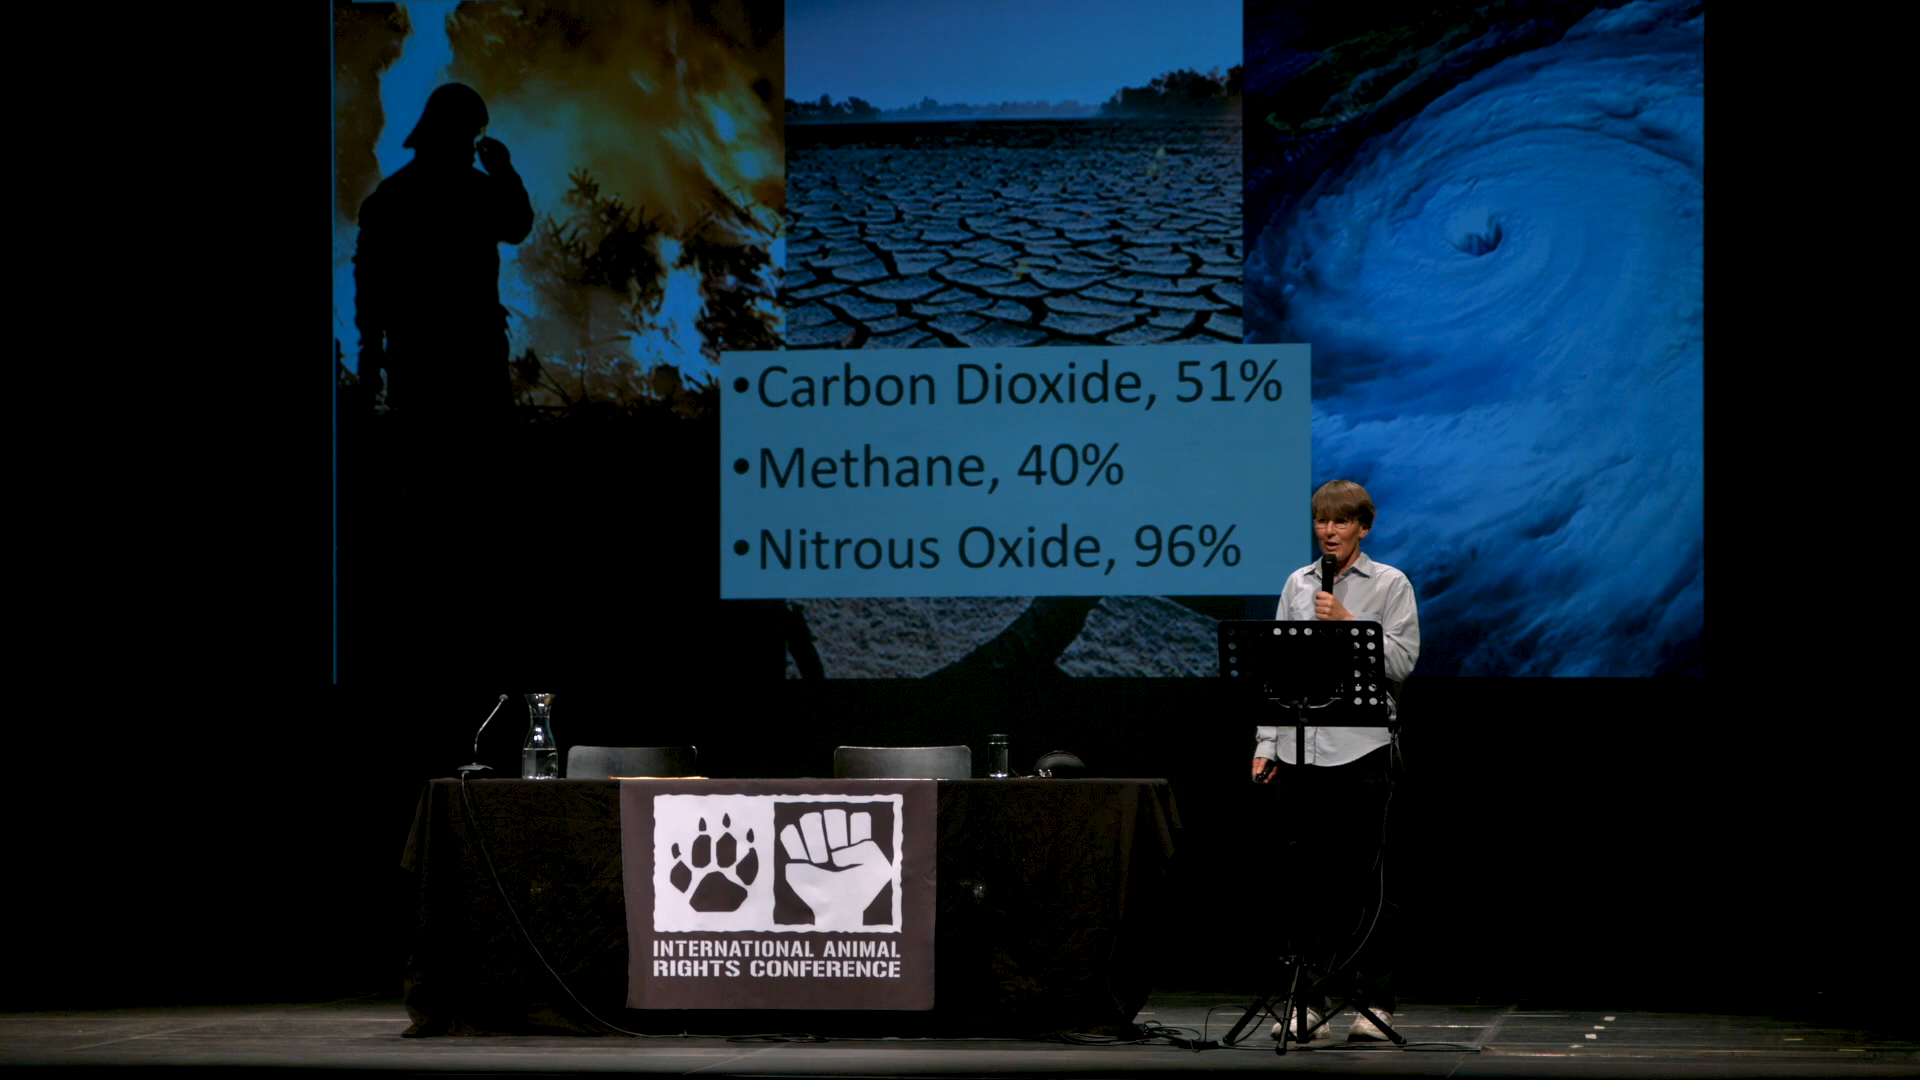 •Carbon Dioxide, 51%
•Methane, 40%
•Nitrous Oxide, 96%
INTERNATIONAL ANIMAL
RIGHTS CONFERENCE